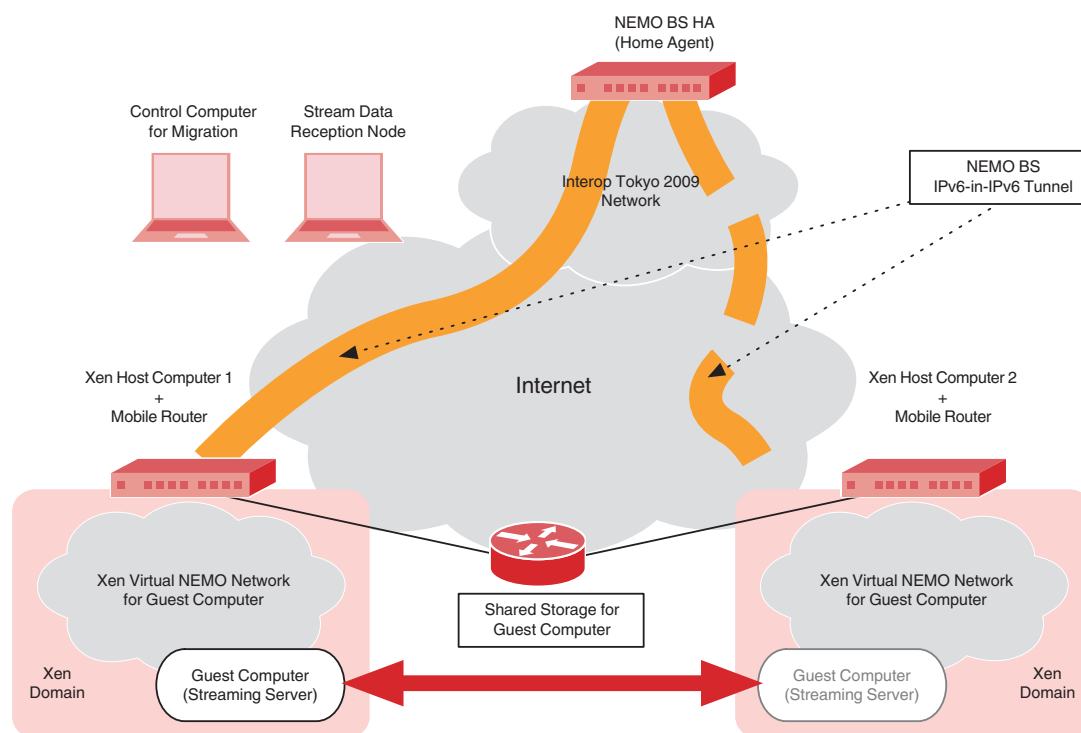 NEMO BS HA
(Home Agent)
Control Computer
for Migration
Stream Data
Reception Node
NEMO BS
IPv6-in-IPv6 Tunnel
Interop Tokyo 2009
Network
Internet
Xen Host Computer 1
+
Mobile Router
Xen Host Computer 2
+
Mobile Router
Xen Virtual NEMO Network
for Guest Computer
Shared Storage for
Guest Computer
Xen Virtual NEMO Network
for Guest Computer
Xen
Domain
Guest Computer
(Streaming Server)
Guest Computer
(Streaming Server)
Xen
Domain